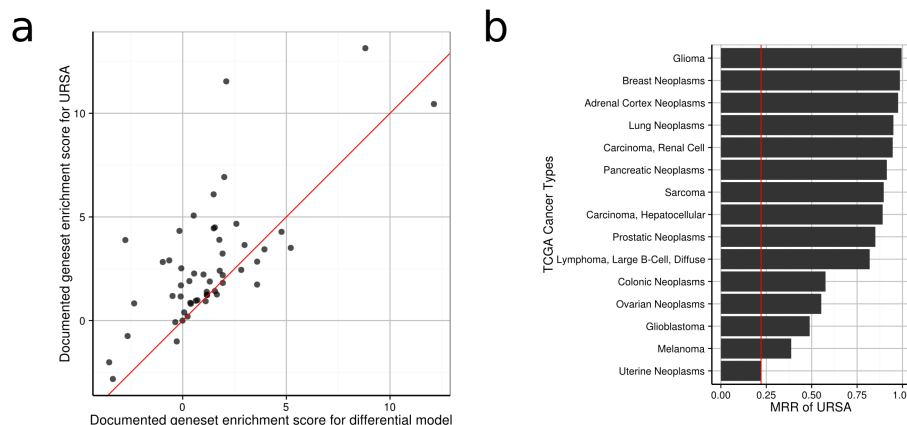 a
Documented geneset enrichment score for URSA
10
5
0
0
5
10
Documented geneset enrichment score for differential model
b
TCGA Cancer Types
Glioma
Breast Neoplasms
Adrenal Cortex Neoplasms
Lung Neoplasms
Carcinoma, Renal Cell
Pancreatic Neoplasms
Sarcoma
Carcinoma, Hepatocellular
Prostatic Neoplasms
Lymphoma, Large B-Cell, Diffuse
Colonic Neoplasms
Ovarian Neoplasms
Glioblastoma
Melanoma
Uterine Neoplasms
0.00
0.25
0.50
0.75
1.0
MRR of URSA